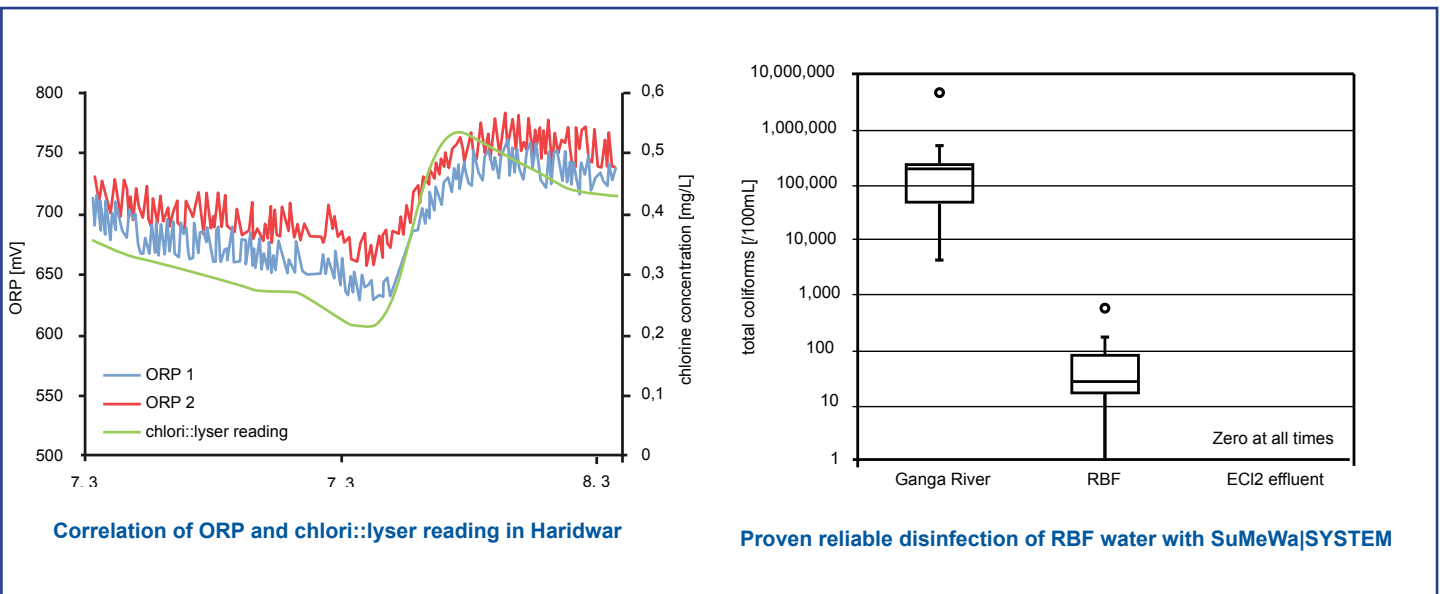 800
750
700
650
600
550
500
ORP [mV]
0,6
0,5
0,4
0,3
0,2
0,1
0
chlorine concentration [mg/L]
ORP 1
ORP 2
chlori::lyser reading
7. 3
7. 3
8. 3
Correlation of ORP and chlori::lyser reading in Haridwar
10,000,000
1,000,000
100,000
10,000
1,000
100
10
1
total coliforms [/100mL]
Zero at all times
Ganga River
RBF
ECl2 effluent
Proven reliable disinfection of RBF water with SuMeWa|SYSTEM